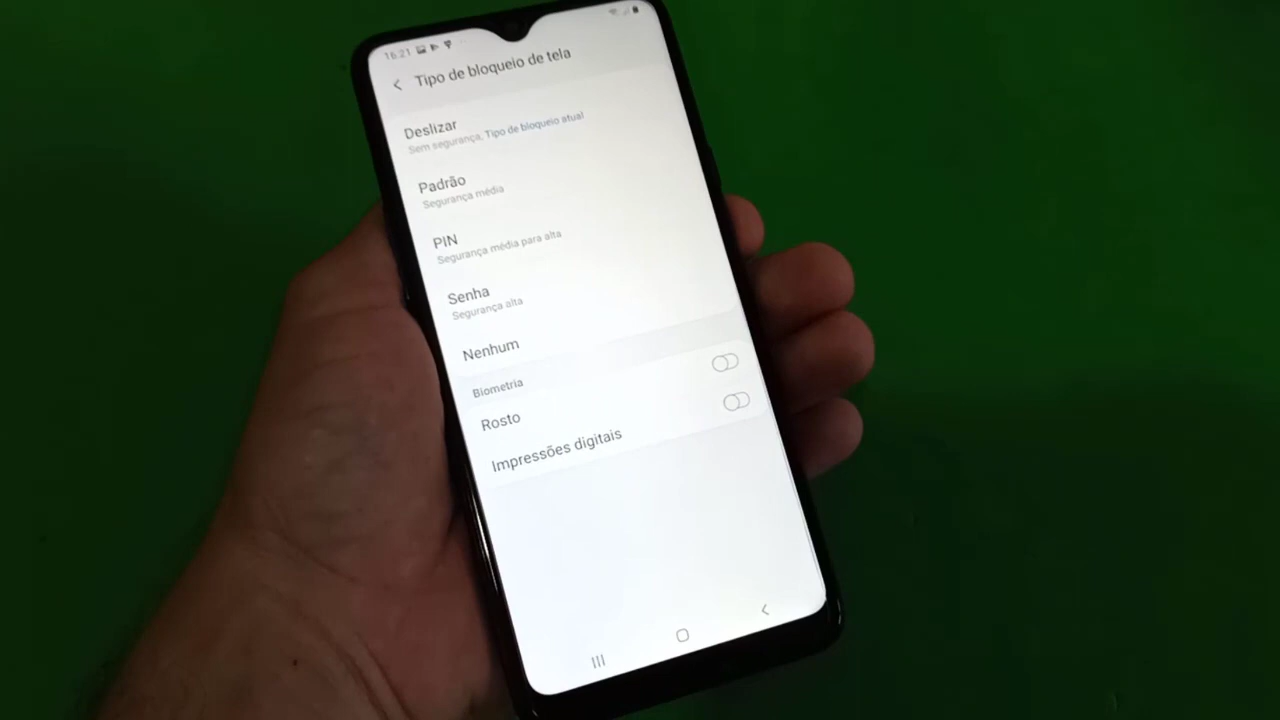 16:21
Tipo de bloqueio de tela
Deslizar
Sem segurança, Tipo de bloqueio atual
Padrão
Segurança média
PIN
Segurança média para alta
Senha
Segurança alta
Nenhum
Biometria
Rosto
Impressões digitais